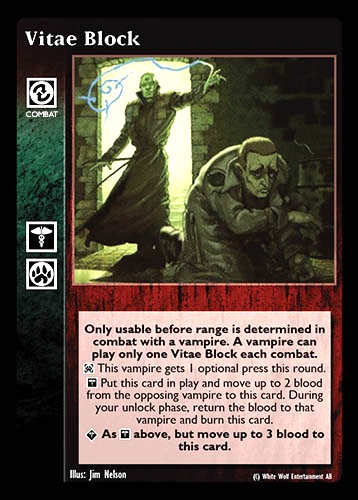 Vitae Block
COMBAT
Only usable before range is determined in
combat with a vampire. A vampire can
play only one Vitae Block each combat.
This vampire gets 1 optional press this round.
Put this card in play and move up to 2 blood
from the opposing vampire to this card. During
your unlock phase, return the blood to that
vampire and burn this card.
As above, but move up to 3 blood to
this card.
Illus: Jim Nelson
(C) White Wolf Entertainment AB